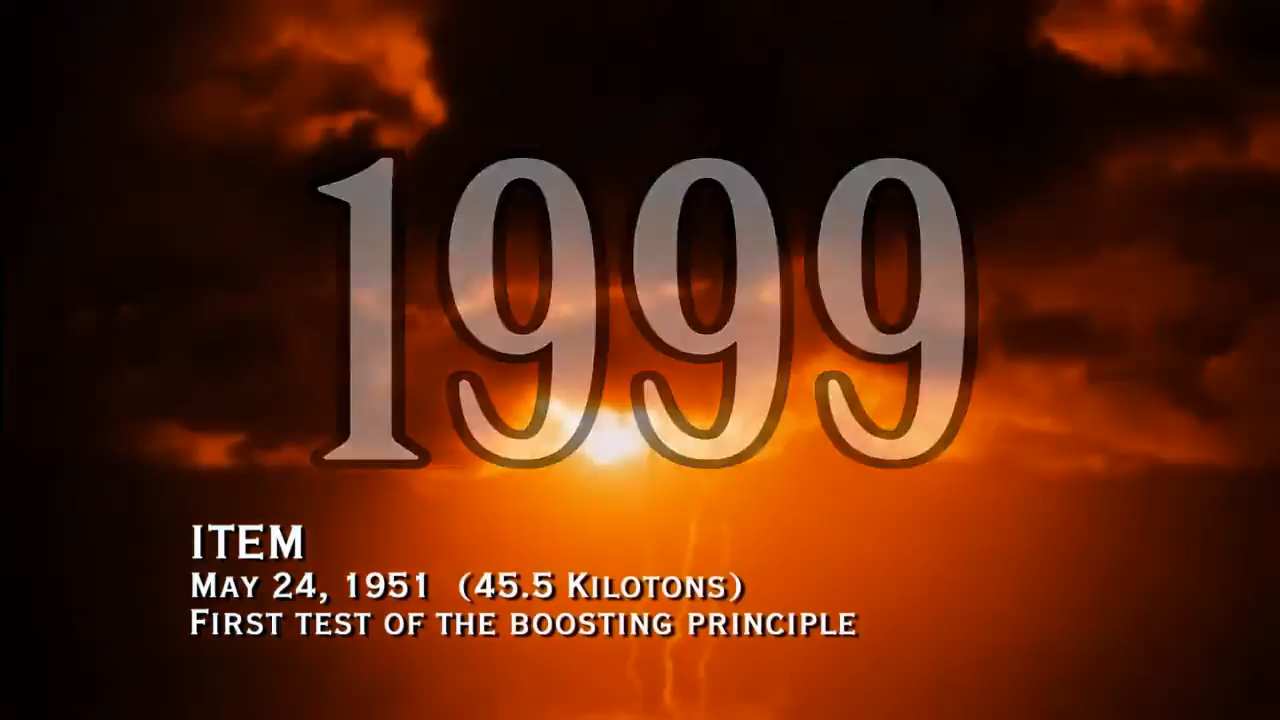 1999
ITEM
MAY 24, 1951 (45.5 KILOTONS)
FIRST TEST OF THE BOOSTING PRINCIPLE